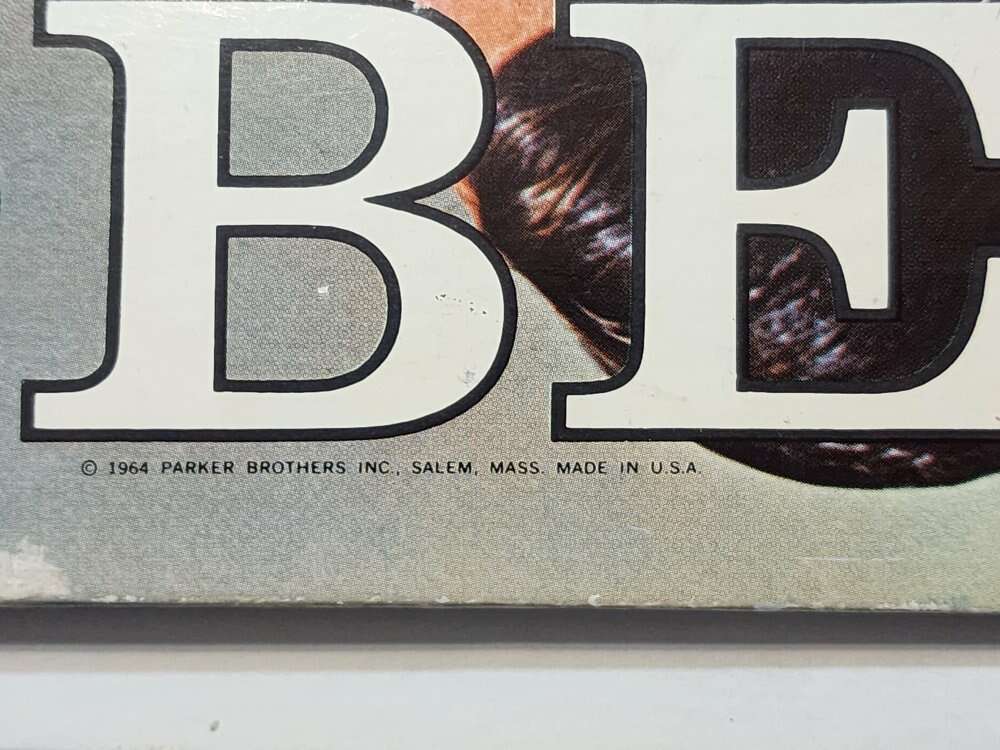 BE
© 1964 PARKER BROTHERS INC., SALEM, MASS. MADE IN U.S.A.